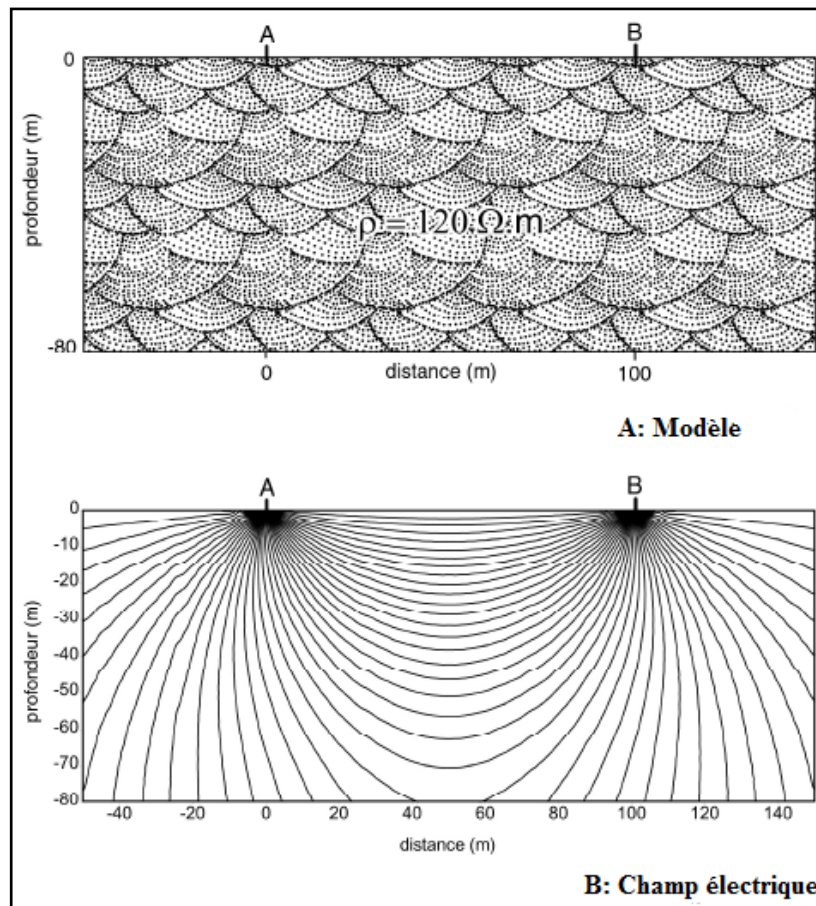 A B
0
profondeur (m)
ρ = 120 Ω.m
-80
0 100
distance (m)
A: Modèle
A B
0
-10
-20
-30
-40
-50
-60
-70
-80
profondeur (m)
-40 -20 0 20 40 60 80 100 120 140
distance (m)
B: Champ électrique